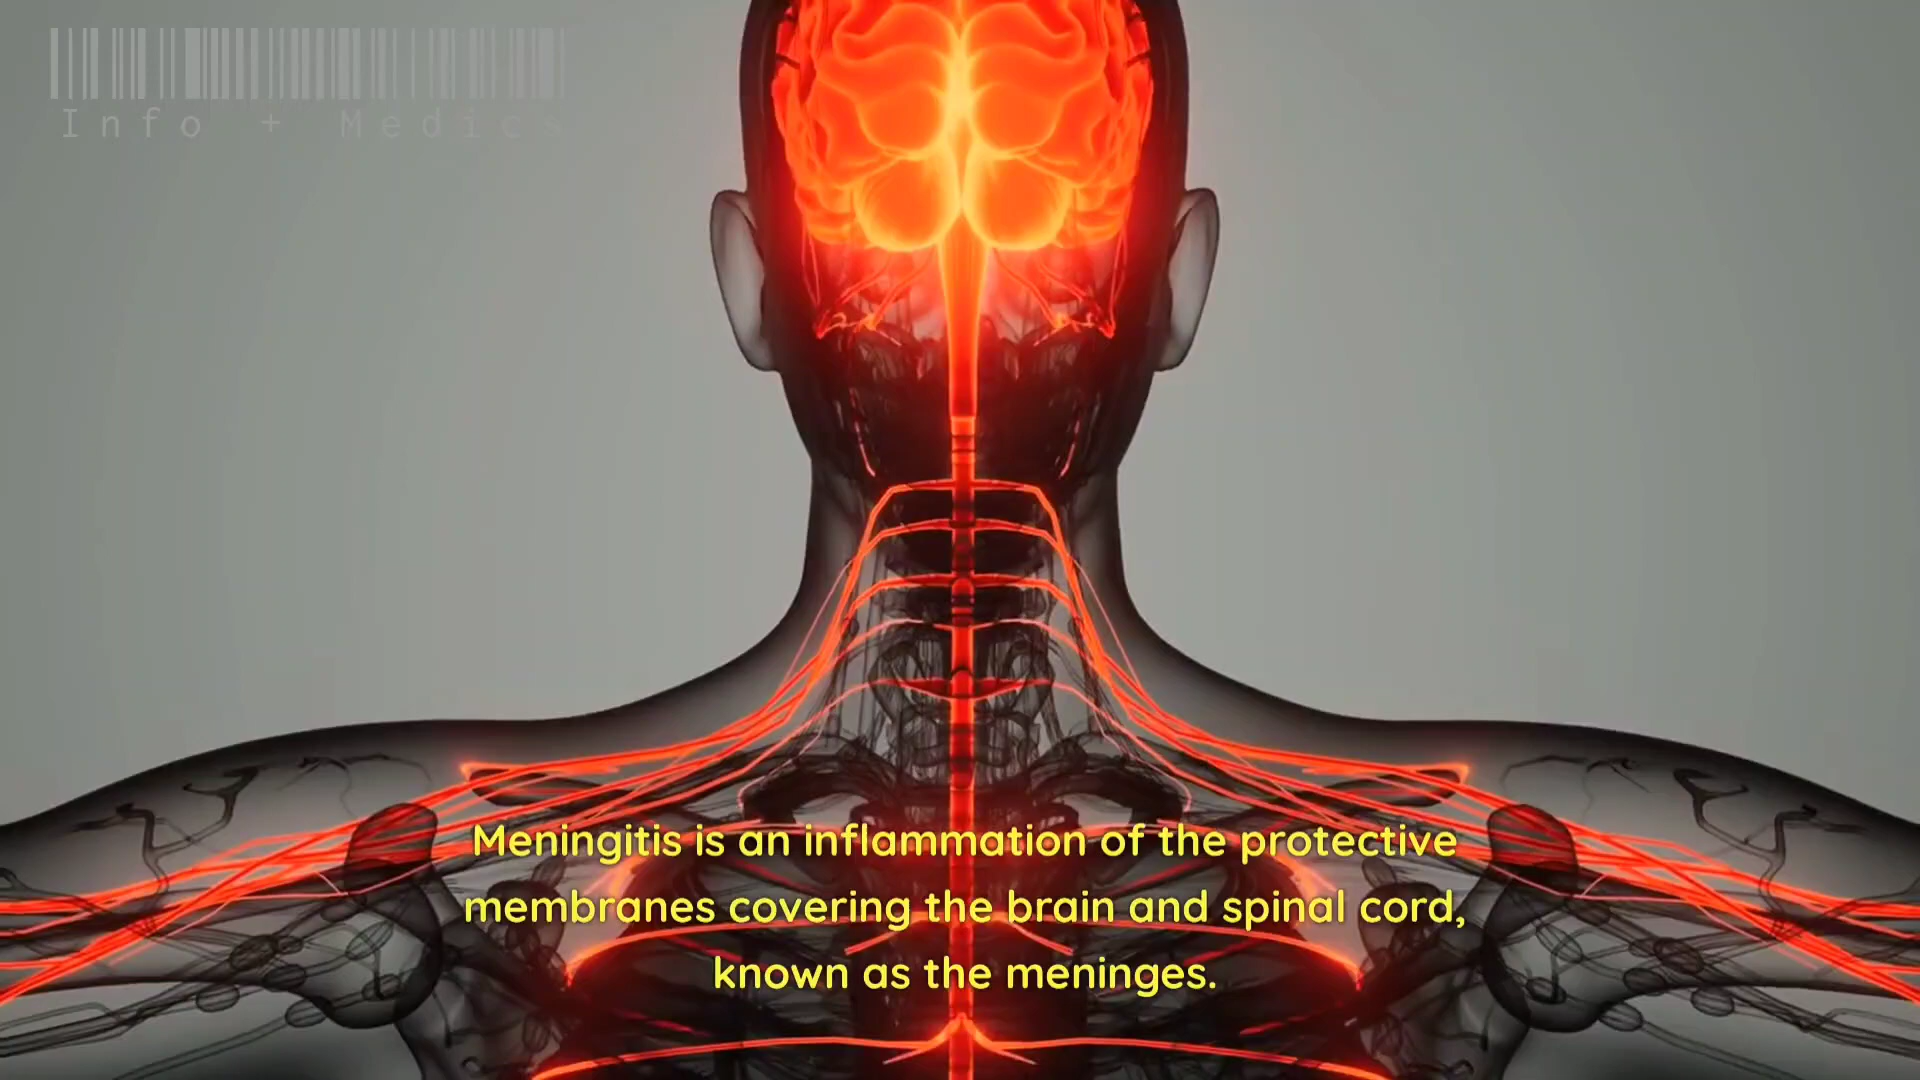 Info + Medics
Meningitis is an inflammation of the protective
membranes covering the brain and spinal cord,
known as the meninges.